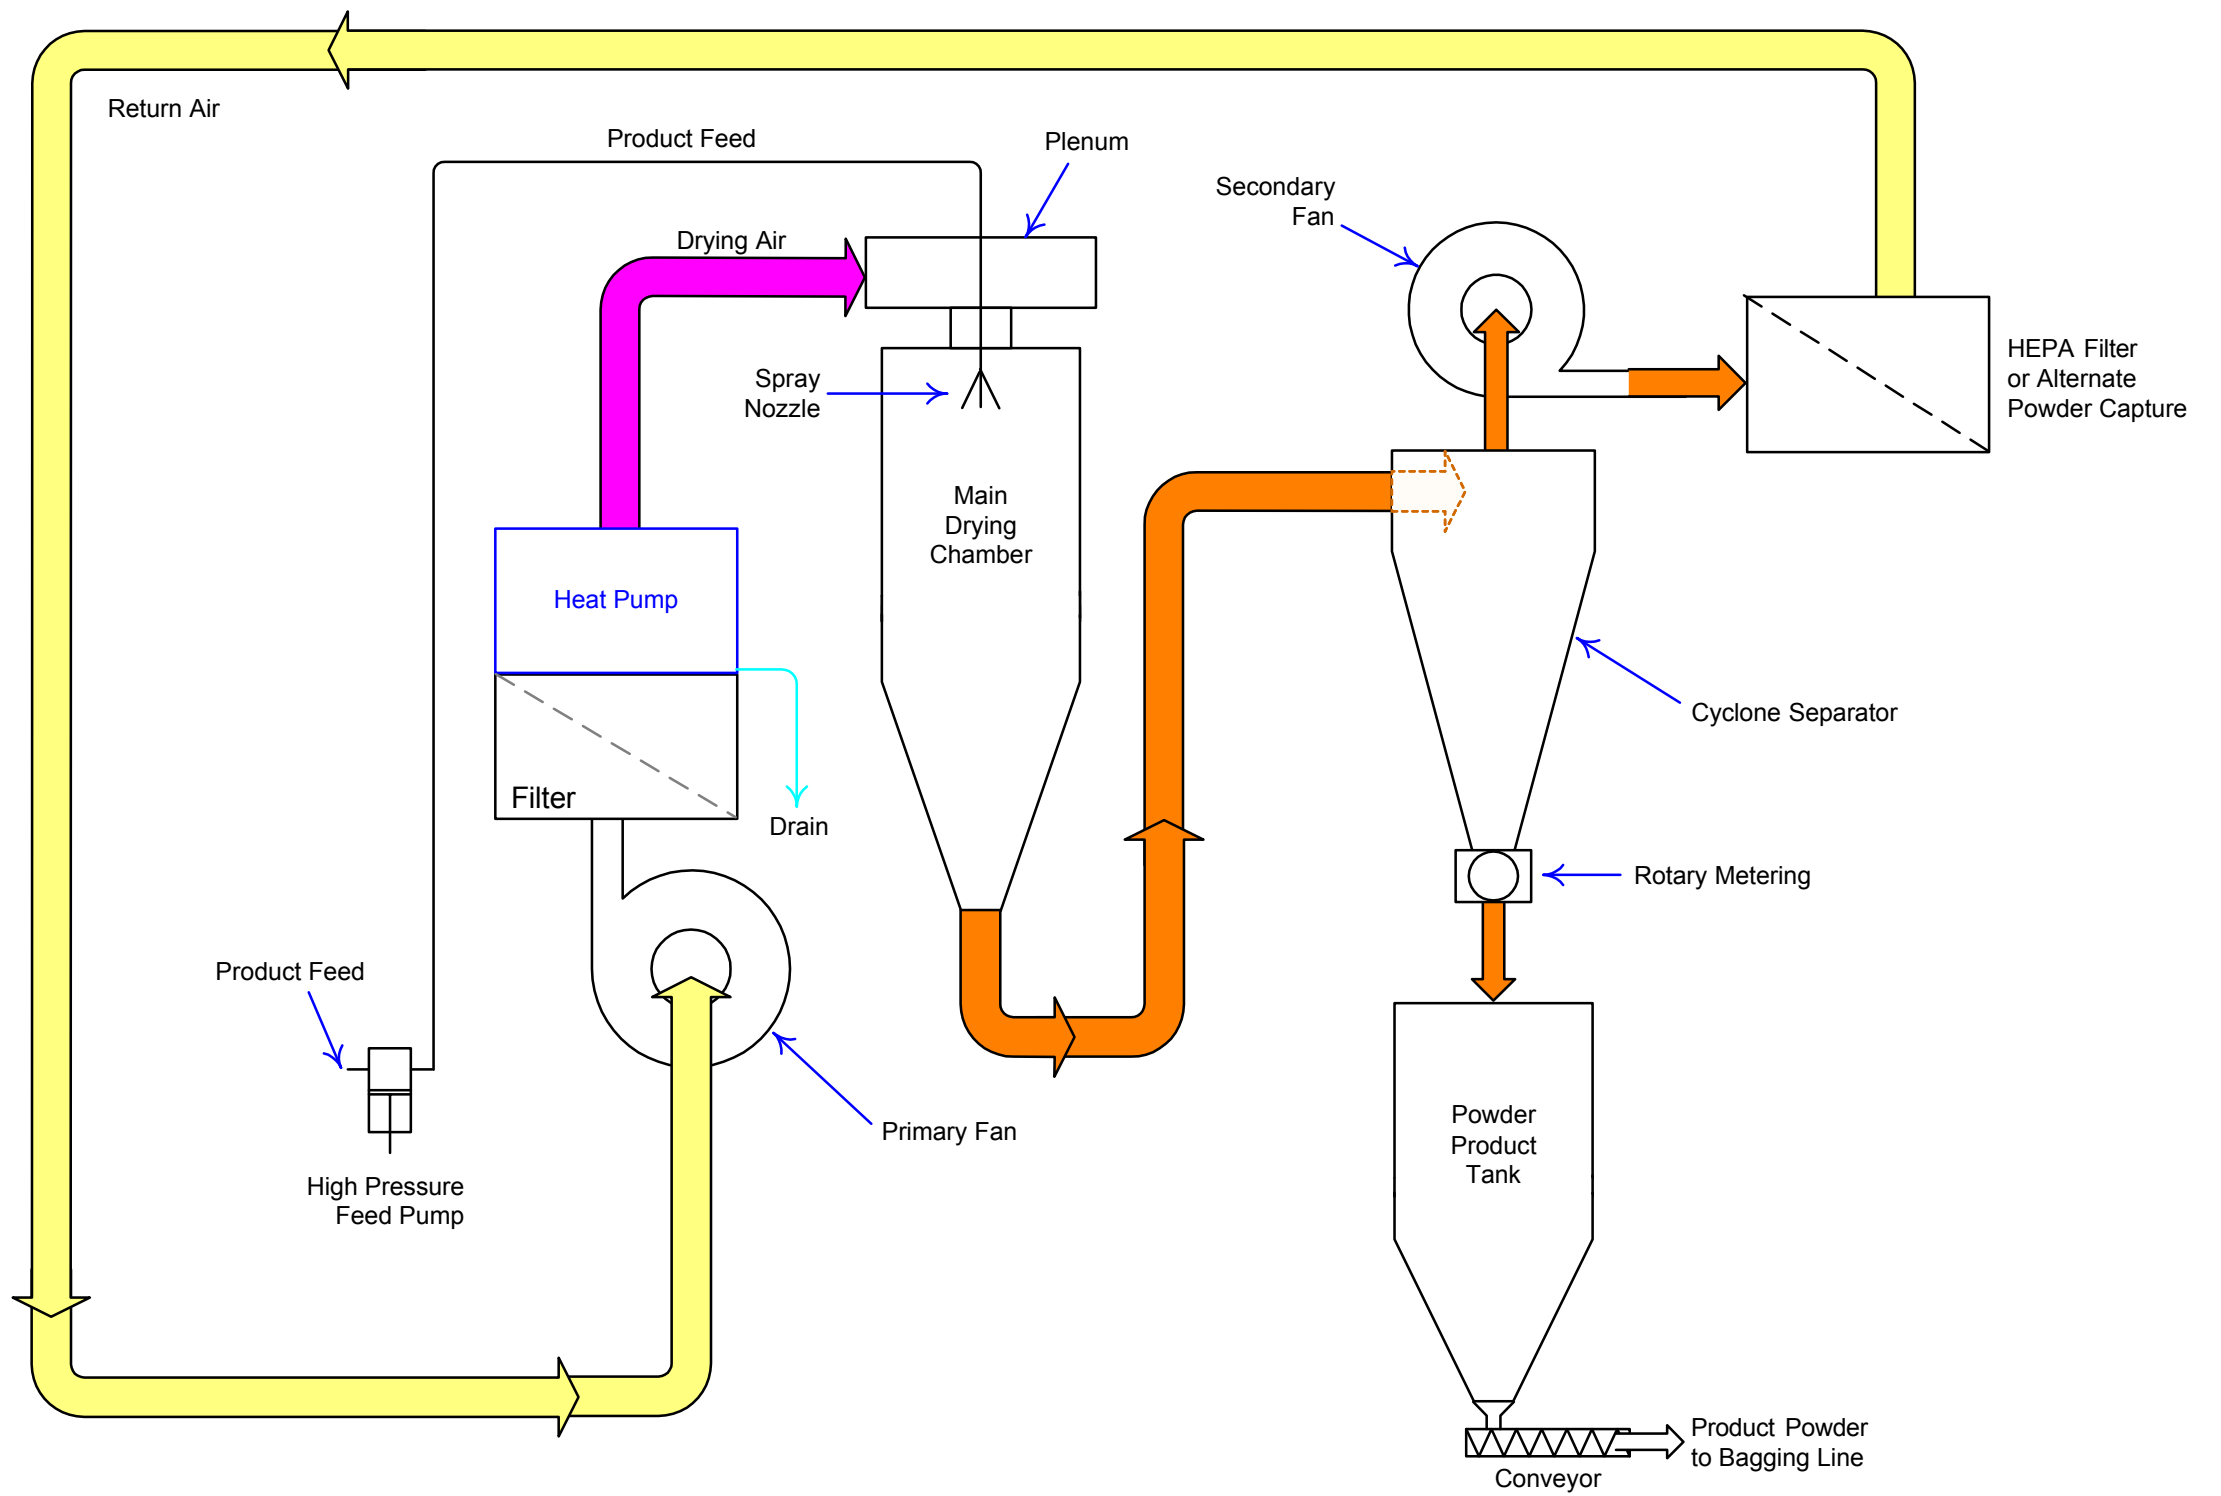 Return Air
Product Feed
Plenum
Secondary
Fan
Drying Air
HEPA Filter
or Alternate
Powder Capture
Spray
Nozzle
Main
Drying
Chamber
Heat Pump
Cyclone Separator
Filter
Drain
Rotary Metering
Product Feed
Primary Fan
Powder
Product
Tank
High Pressure
Feed Pump
Product Powder
to Bagging Line
Conveyor